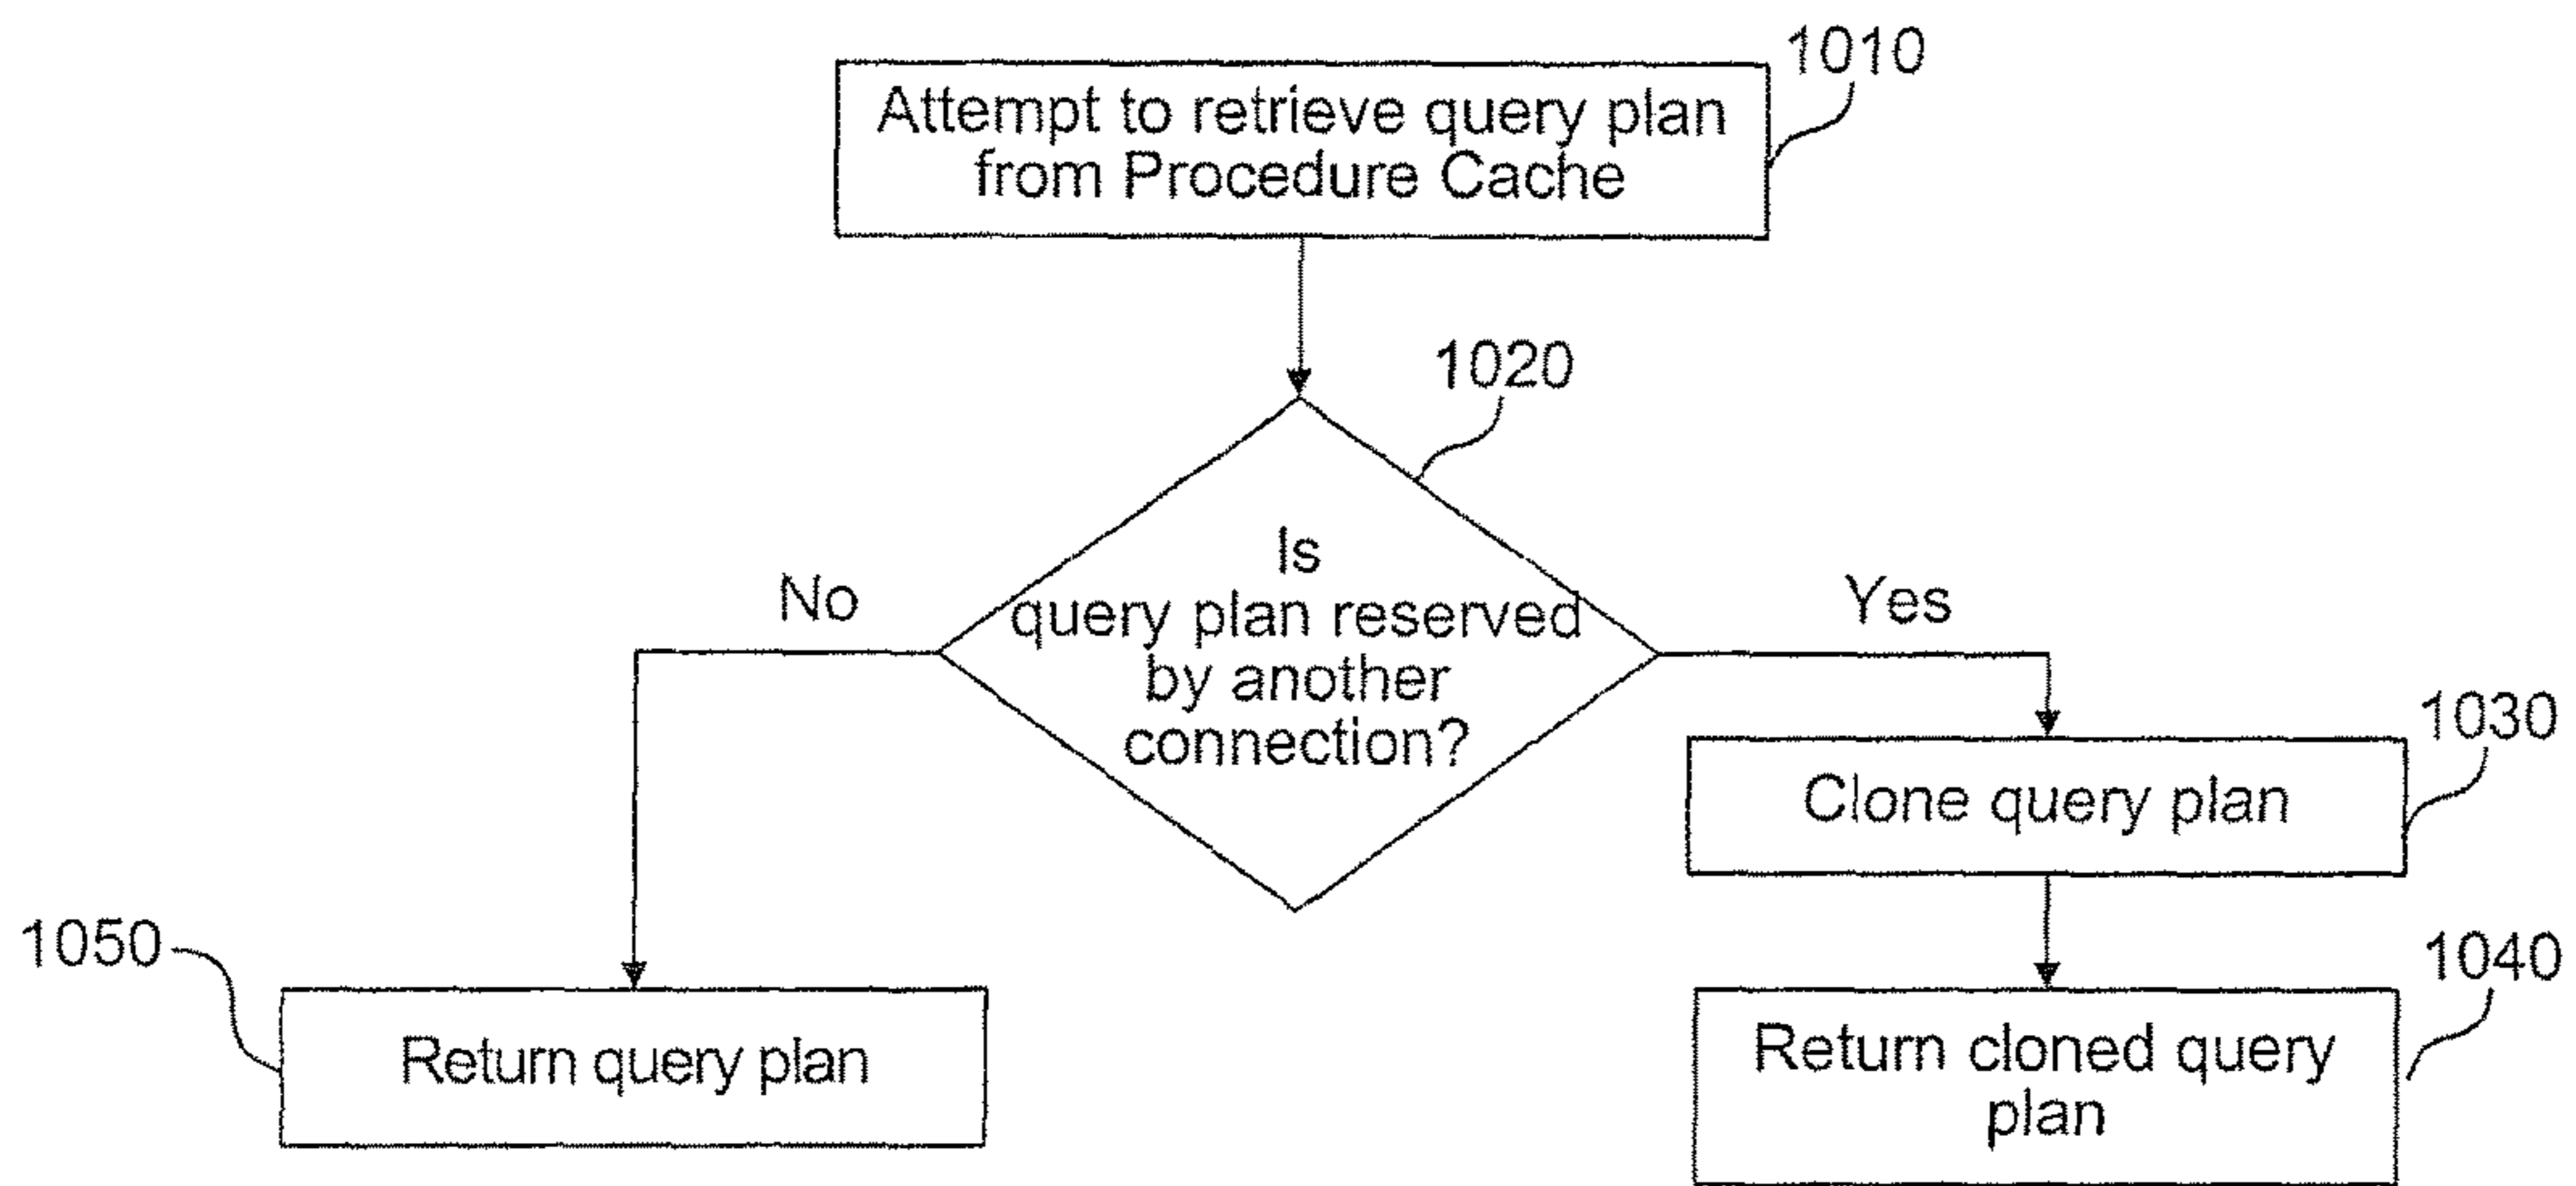 1010
Attempt to retrieve query plan
from Procedure Cache
1020
Is
query plan reserved
by another
connection?
No
Yes
1030
Clone query plan
1050
Return query plan
1040
Return cloned query
plan